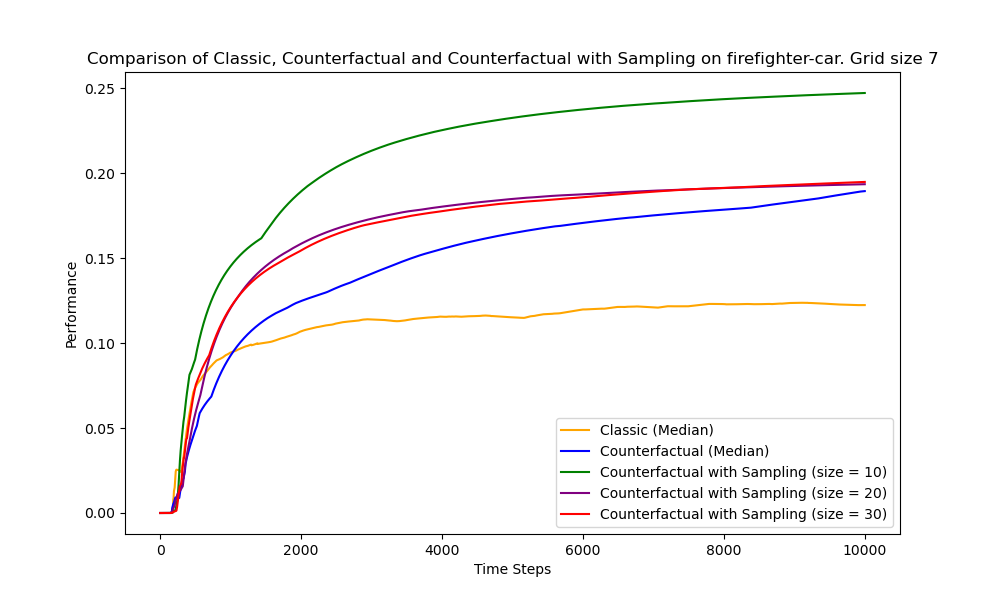 Comparison of Classic, Counterfactual and Counterfactual with Sampling on firefighter-car. Grid size 7
0.25
0.20
0.15
0.10
0.05
0.00
Performance
0 2000 4000 6000 8000 10000
Time Steps
Classic (Median)
Counterfactual (Median)
Counterfactual with Sampling (size = 10)
Counterfactual with Sampling (size = 20)
Counterfactual with Sampling (size = 30)